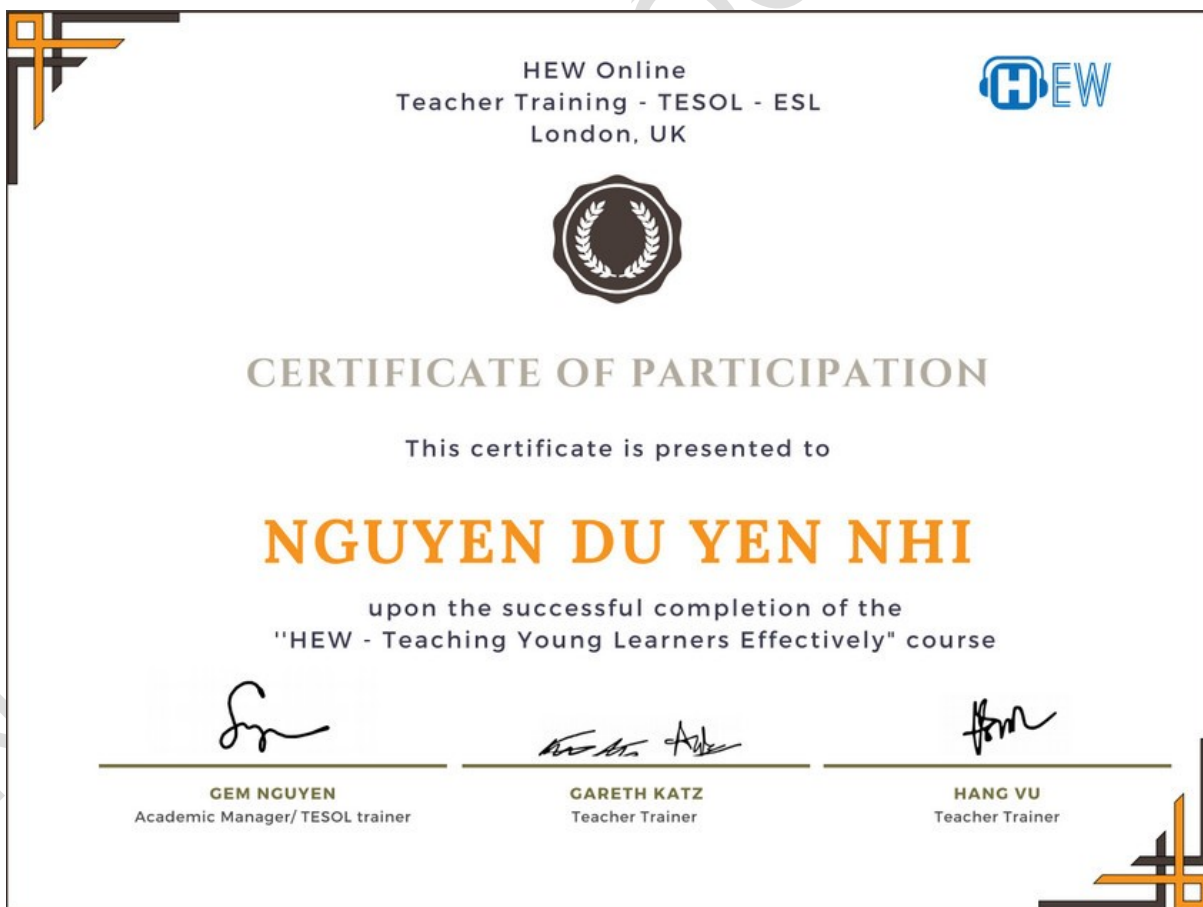 HEW Online
Teacher Training - TESOL - ESL
London, UK
HEW
CERTIFICATE OF PARTICIPATION
This certificate is presented to
NGUYEN DU YEN NHI
upon the successful completion of the
''HEW - Teaching Young Learners Effectively" course
GEM NGUYEN
Academic Manager/ TESOL trainer
GARETH KATZ
Teacher Trainer
HANG VU
Teacher Trainer